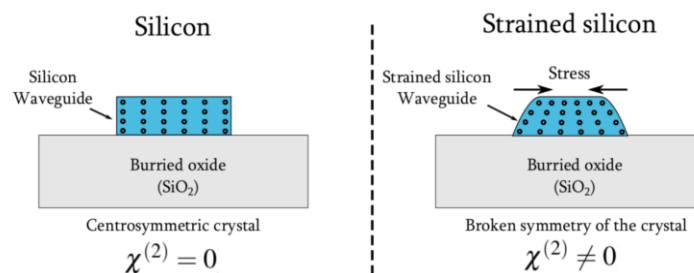 Silicon
Silicon
Waveguide
Burried oxide
(SiO₂)
Centrosymmetric crystal
χ⁽²⁾ = 0
Strained silicon
Stress
Strained silicon
Waveguide
Burried oxide
(SiO₂)
Broken symmetry of the crystal
χ⁽²⁾ ≠ 0